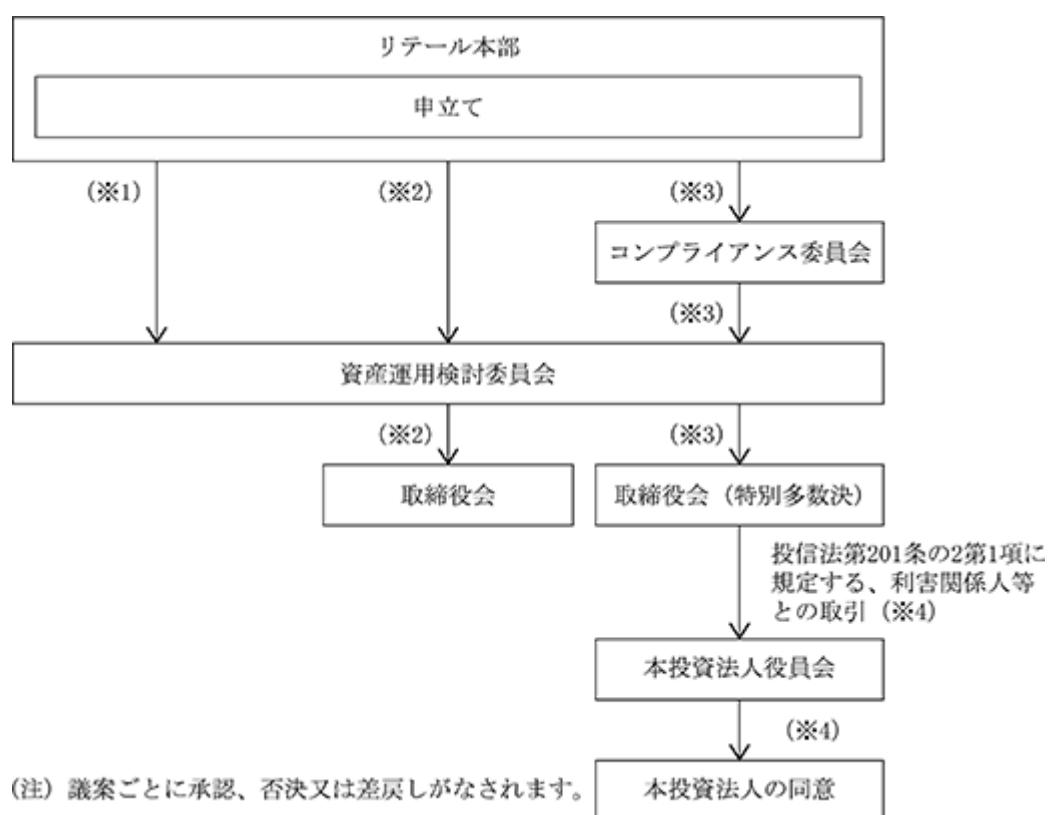 リテール本部
申立て
(※1)
(※2)
(※3)
コンプライアンス委員会
(※3)
資産運用検討委員会
(※2)
(※3)
取締役会
取締役会（特別多数決）
投信法第201条の2第1項に
規定する、利害関係人等
との取引（※4）
本投資法人役員会
(※4)
(注) 議案ごとに承認、否決又は差戻しがなされます。
本投資法人の同意